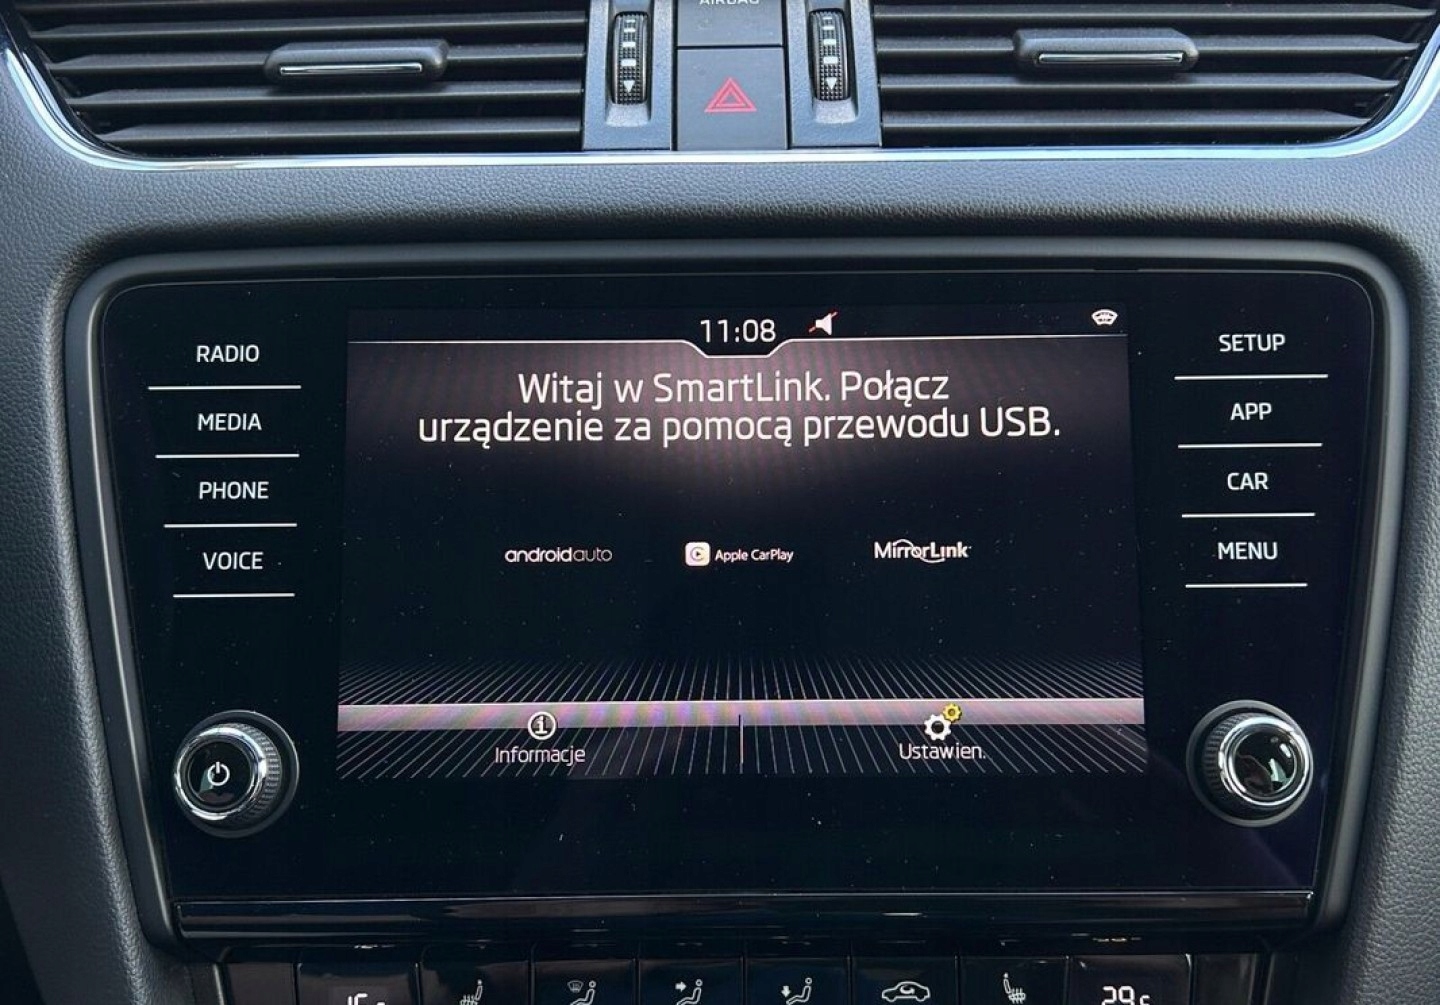 AIRBAG
11:08
RADIO
MEDIA
PHONE
VOICE
Witaj w SmartLink. Połącz
urządzenie za pomocą przewodu USB.
androidauto
Apple CarPlay
MirrorLink
Informacje
Ustawien.
SETUP
APP
CAR
MENU